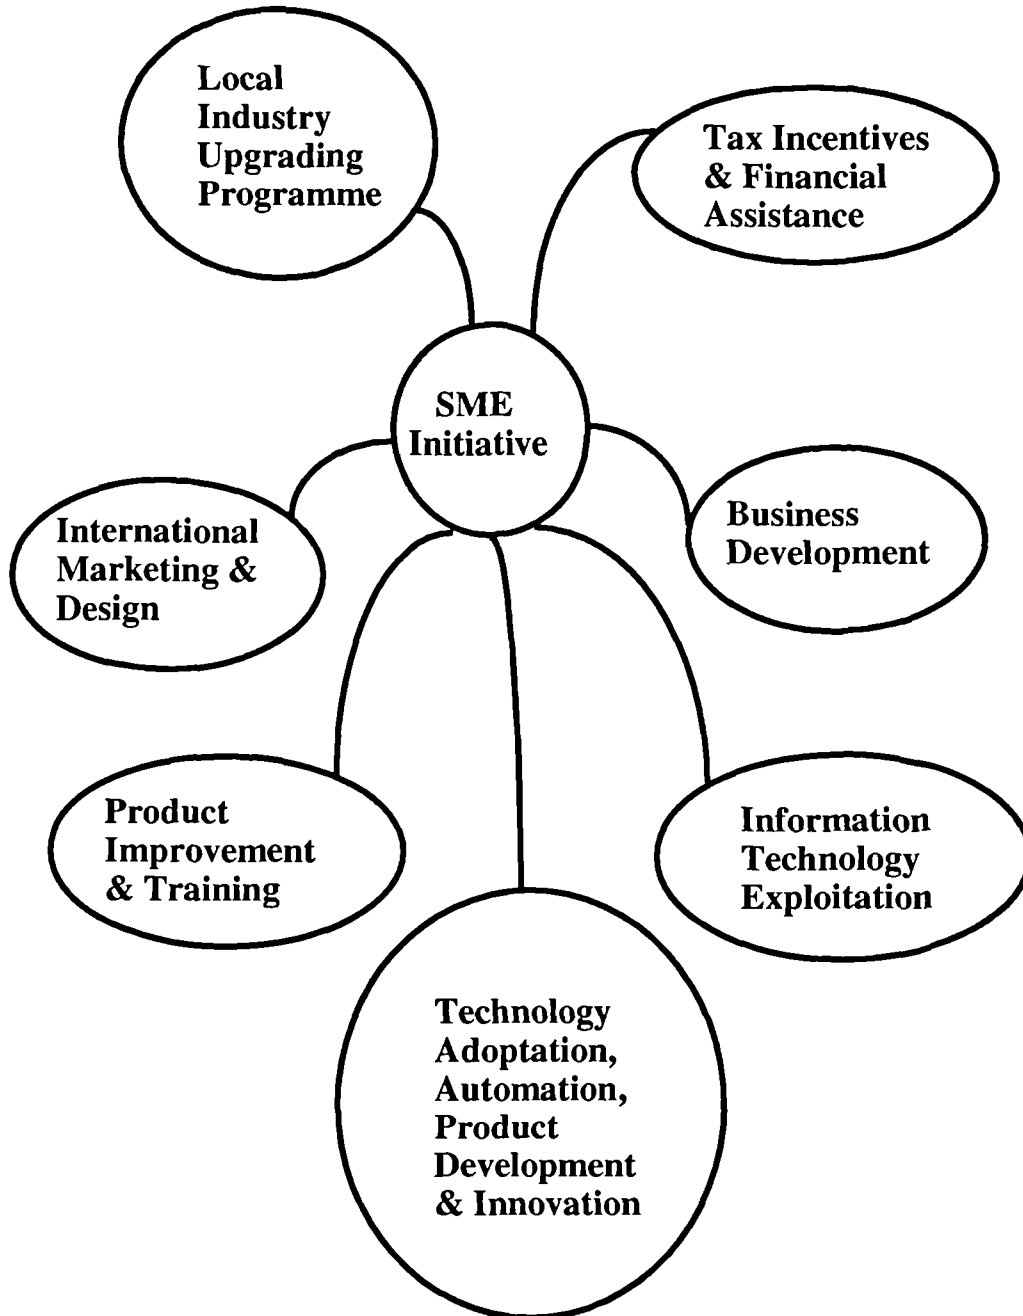 Local
Industry
Upgrading
Programme
Tax Incentives
& Financial
Assistance
SME
Initiative
International
Marketing &
Design
Business
Development
Product
Improvement
& Training
Information
Technology
Exploitation
Technology
Adoptation,
Automation,
Product
Development
& Innovation